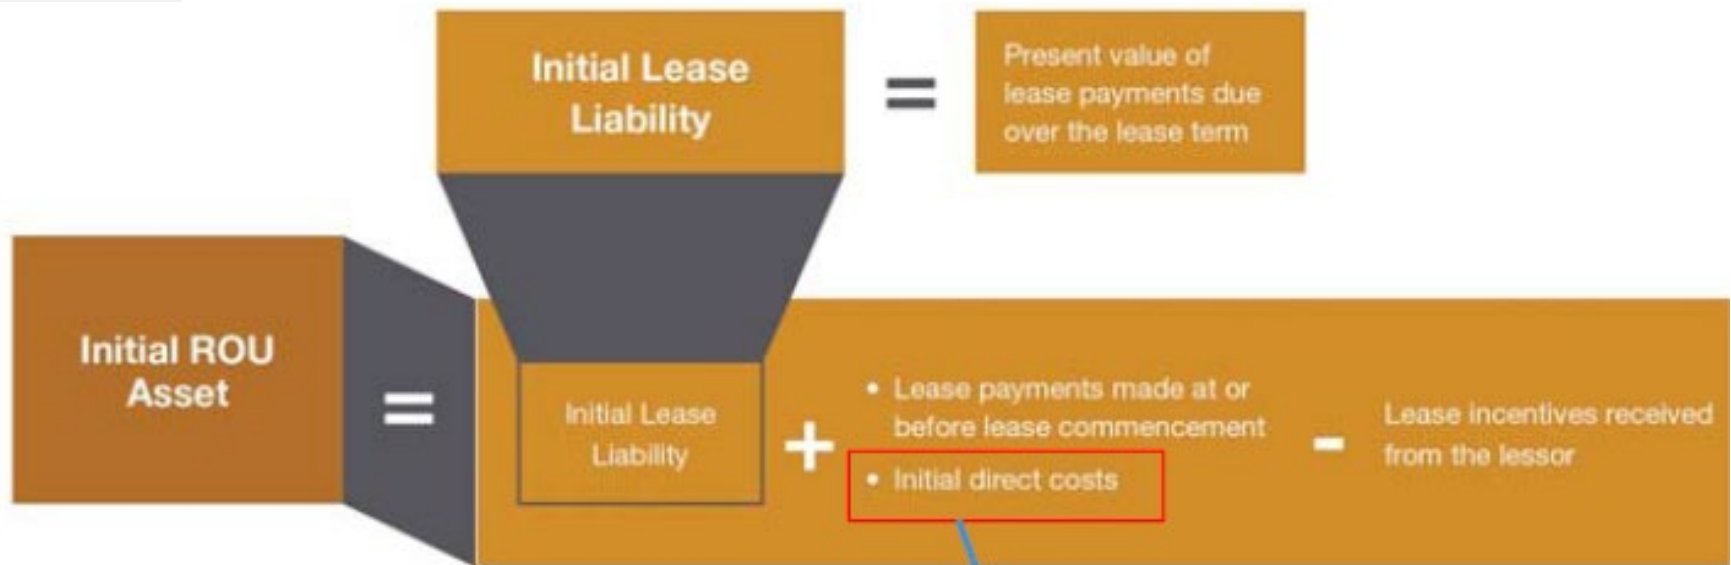 Initial Lease
Liability
=
Present value of
lease payments due
over the lease term
Initial ROU
Asset
=
Initial Lease
Liability
+
• Lease payments made at or
before lease commencement
• Initial direct costs
-
Lease incentives received
from the lessor